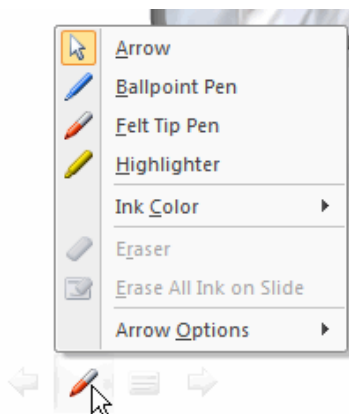 Arrow
Ballpoint Pen
Felt Tip Pen
Highlighter
Ink Color
Eraser
Erase All Ink on Slide
Arrow Options